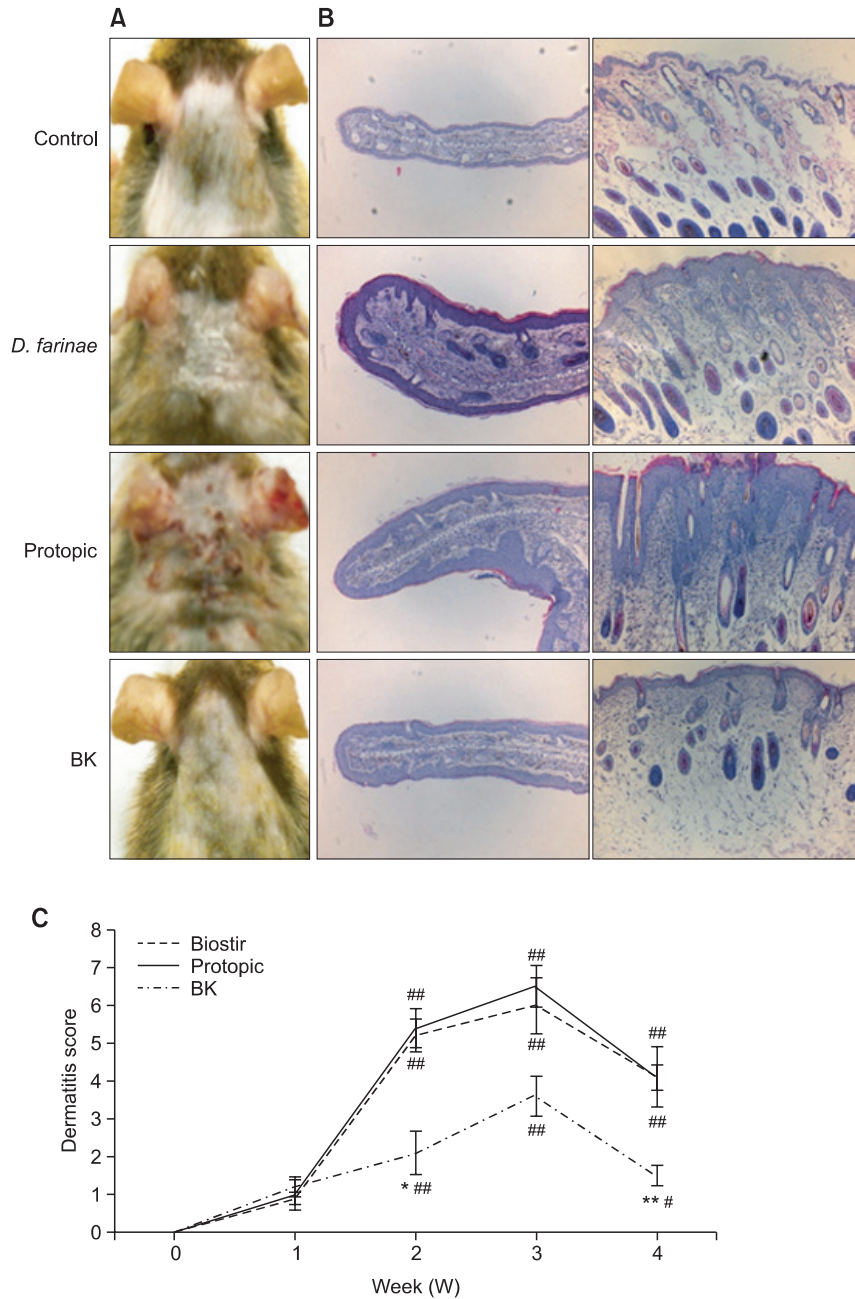 A
B
Control
D. farinae
Protopic
BK
C
Biostir
Protopic
BK
Dermatitis score
8
7
6
5
4
3
2
1
0
##
##
##
##
##
##
* ##
##
** #
0 1 2 3 4
Week (W)